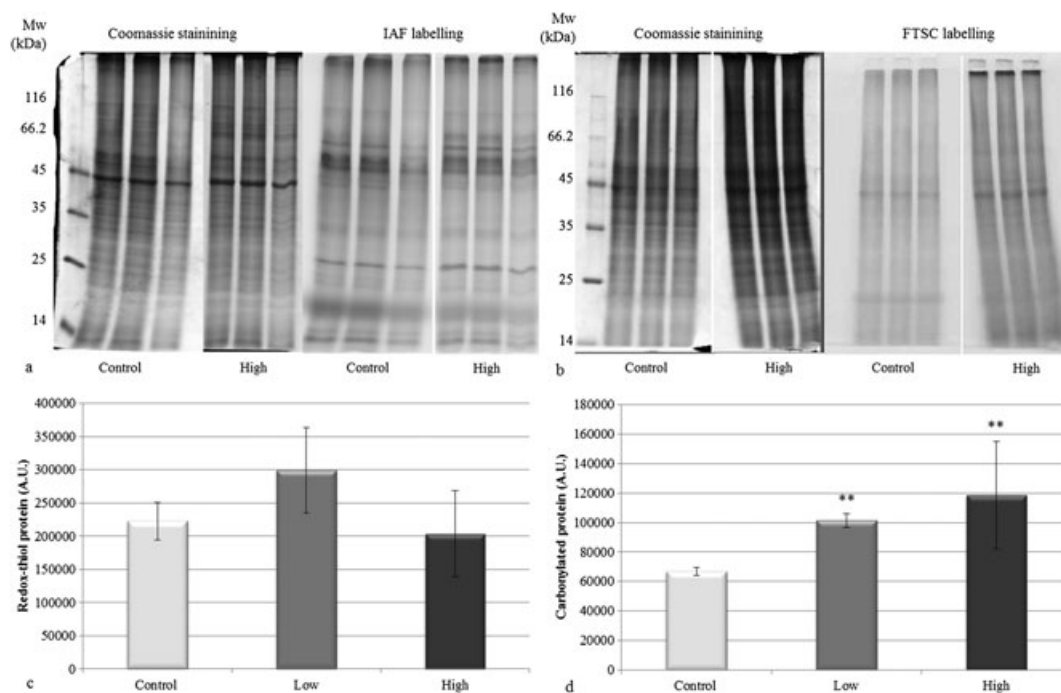 Mw
(kDa)
Coomassie stainining
IAF labelling
116
66.2
45
35
25
14
a
Control
High
Control
High
Mw
(kDa)
Coomassie stainining
FTSC labelling
116
66.2
45
35
25
14
b
Control
High
Control
High
Redox-thiol protein (A.U.)
400000
350000
300000
250000
200000
150000
100000
50000
0
c
Control
Low
High
Carbonylated protein (A.U.)
180000
160000
140000
120000
100000
80000
60000
40000
20000
0
**
**
d
Control
Low
High